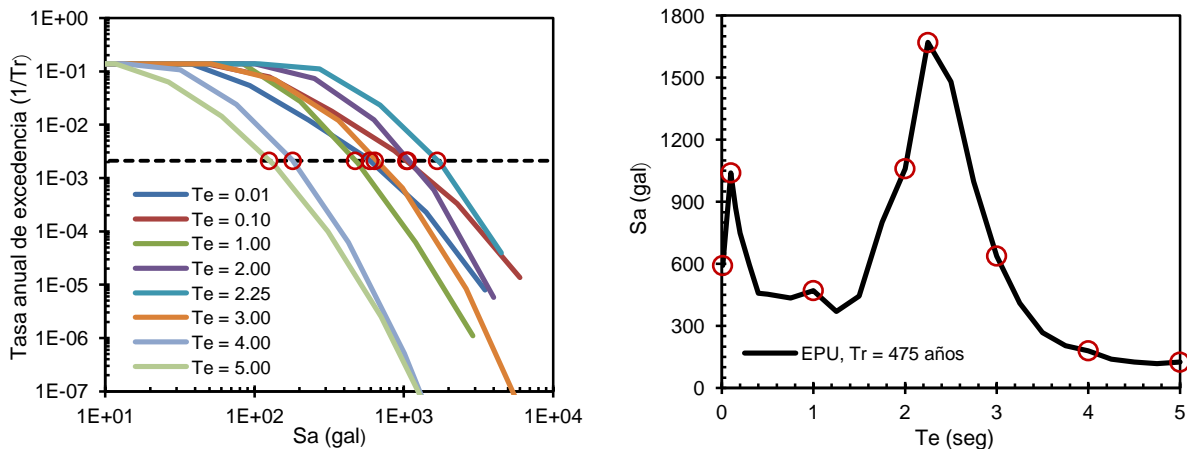 1E+00
1E-01
1E-02
1E-03
1E-04
1E-05
1E-06
1E-07
Tasa anual de excedencia (1/Tr)
Te = 0.01
Te = 0.10
Te = 1.00
Te = 2.00
Te = 2.25
Te = 3.00
Te = 4.00
Te = 5.00
1E+01 1E+02 1E+03 1E+04
Sa (gal)
1800
1500
1200
900
600
300
0
Sa (gal)
EPU, Tr = 475 años
0 1 2 3 4 5
Te (seg)